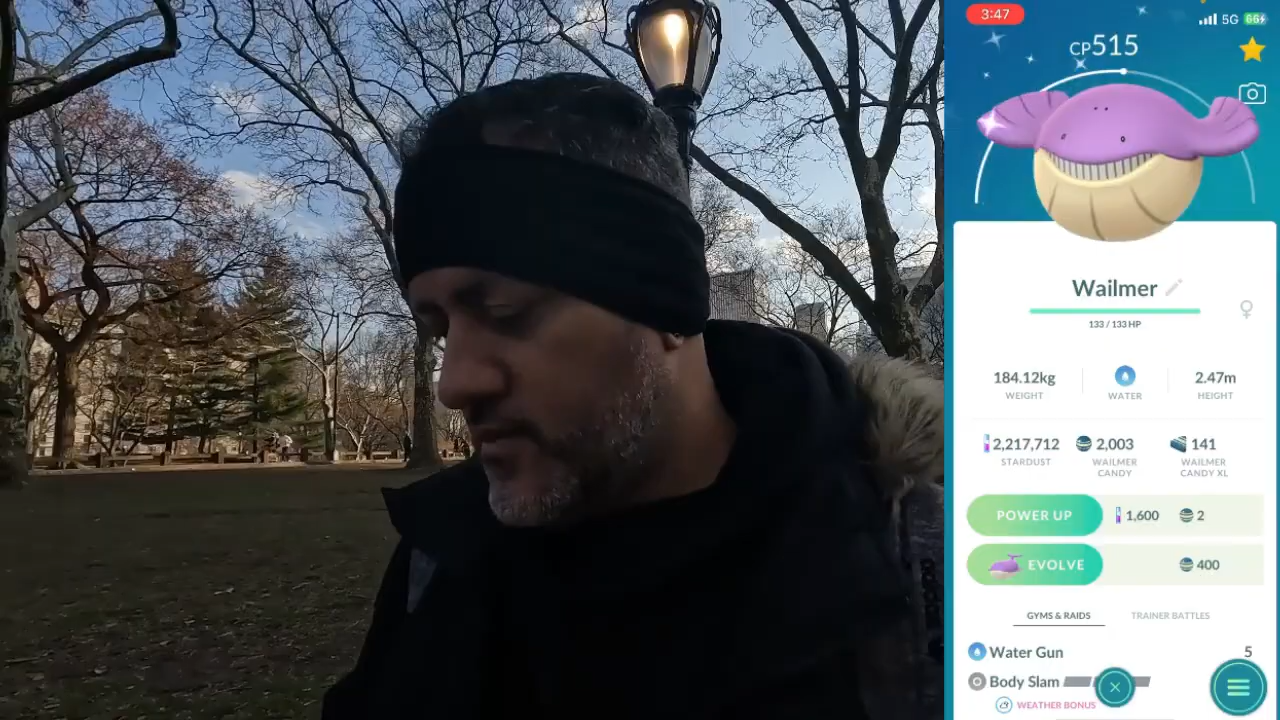 3:47
5G 66
CP515
Wailmer
133 / 133 HP
184.12kg
WEIGHT
WATER
2.47m
HEIGHT
2,217,712
STARDUST
2,003
WAILMER
CANDY
141
WAILMER
CANDY XL
POWER UP
1,600
2
EVOLVE
400
GYMS & RAIDS
TRAINER BATTLES
Water Gun
5
Body Slam
WEATHER BONUS